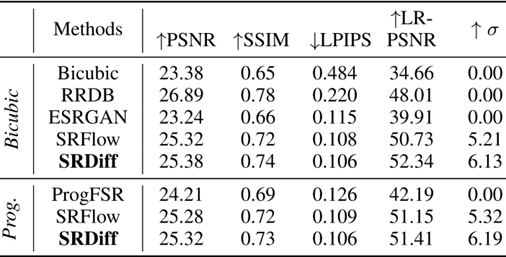 Methods ↑PSNR ↑SSIM ↓LPIPS ↑LR-PSNR ↑ σ
Bicubic
Bicubic 23.38 0.65 0.484 34.66 0.00
RRDB 26.89 0.78 0.220 48.01 0.00
ESRGAN 23.24 0.66 0.115 39.91 0.00
SRFlow 25.32 0.72 0.108 50.73 5.21
SRDiff 25.38 0.74 0.106 52.34 6.13
Prog.
ProgFSR 24.21 0.69 0.126 42.19 0.00
SRFlow 25.28 0.72 0.109 51.15 5.32
SRDiff 25.32 0.73 0.106 51.41 6.19